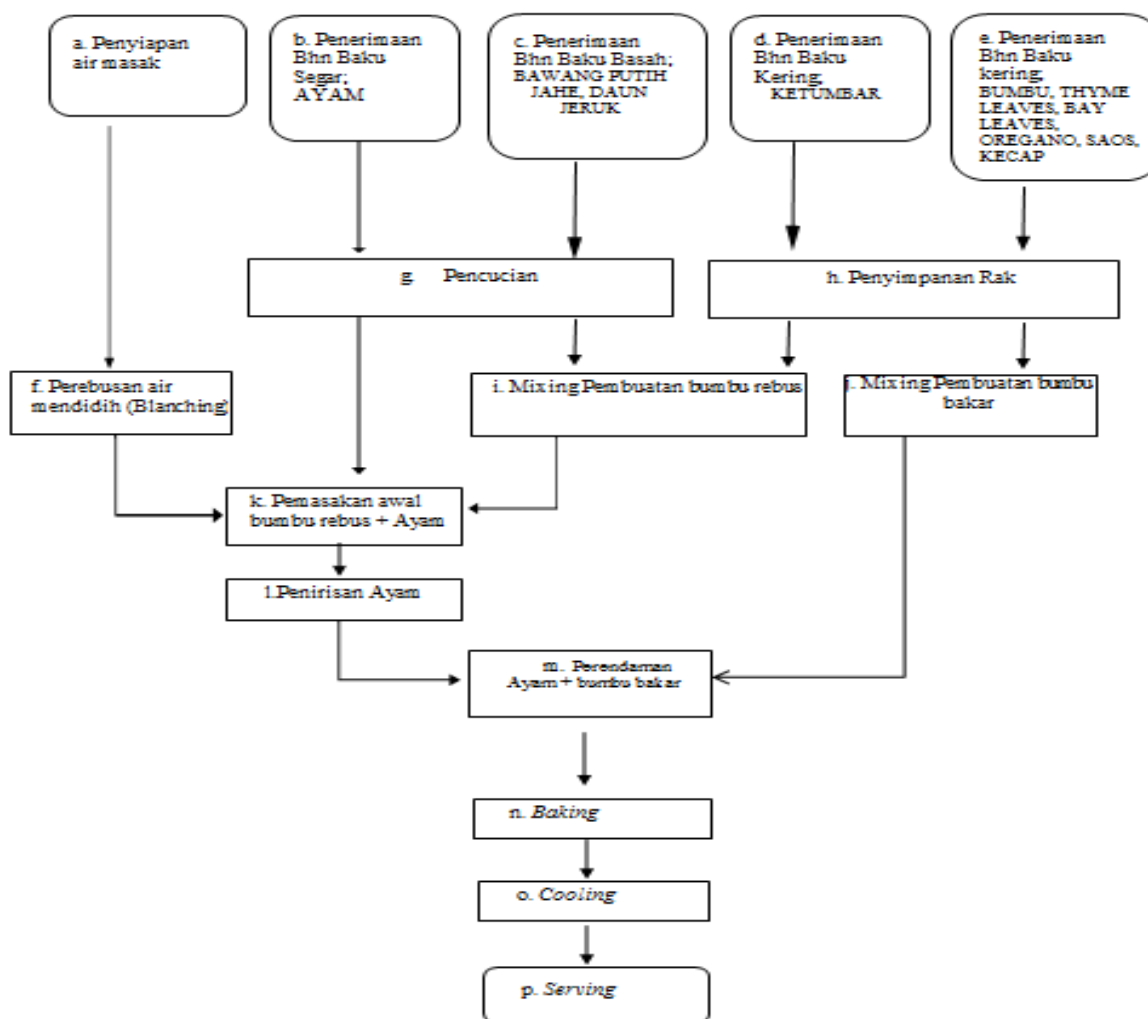 a. Penyiapan
air masak
b. Penerimaan
Bhn Baku
Segar;
AYAM
c. Penerimaan
Bhn Baku Basah;
BAWANG PUTIH
JAHE, DAUN
JERUK
d. Penerimaan
Bhn Baku
Kering;
KETUMBAR
e. Penerimaan
Bhn Baku
kering;
BUMBU, THYME
LEAVES, BAY
LEAVES,
OREGANO, SAOS,
KECAP
g. Pencucian
h. Penyimpanan Rak
f. Perebusan air
mendidih (Blanching)
i. Mixing Pembuatan bumbu rebus
j. Mixing Pembuatan bumbu
bakar
k. Pemasakan awal
bumbu rebus + Ayam
l.Penirisan Ayam
m. Perendaman
Ayam + bumbu bakar
n. Baking
o. Cooling
p. Serving